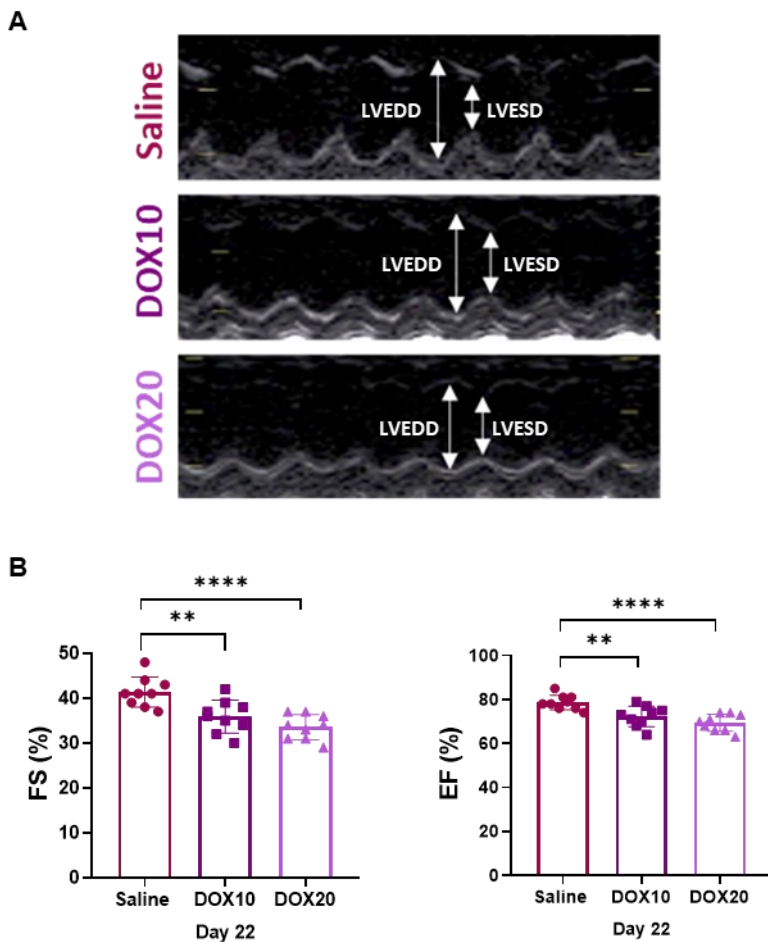 A
Saline
LVEDD
LVESD
DOX10
LVEDD
LVESD
DOX20
LVEDD
LVESD
B
****
**
50
40
30
20
10
0
FS (%)
Saline DOX10 DOX20
Day 22
****
**
100
80
60
40
20
0
EF (%)
Saline DOX10 DOX20
Day 22